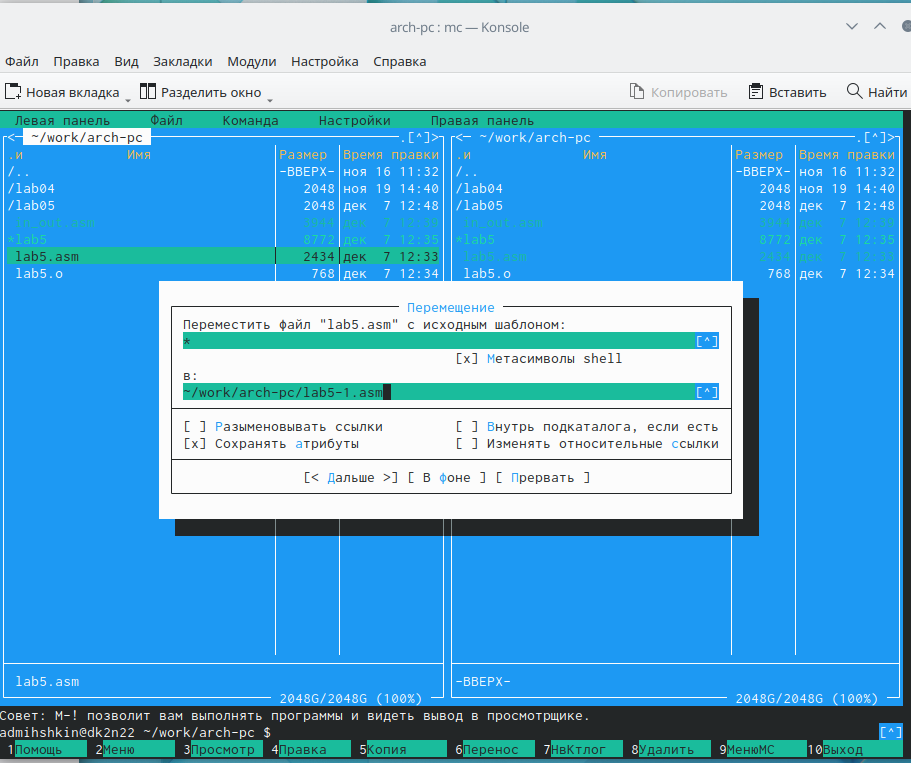 arch-pc : mc — Konsole
Файл Правка Вид Закладки Модули Настройка Справка
Новая вкладка Разделить окно Копировать Вставить Найти
Левая панель Файл Команда Настройки Правая панель
<— ~/work/arch-pc .[^]> <— ~/work/arch-pc .[^]>
.и Имя Размер Время правки .и Имя Размер Время правки
/.. -ВВЕРХ- ноя 16 11:32 /.. -ВВЕРХ- ноя 16 11:32
/lab04 2048 ноя 19 14:40 /lab04 2048 ноя 19 14:40
/lab05 2048 дек 7 12:48 /lab05 2048 дек 7 12:48
in_out.asm 3944 дек 7 12:39 in_out.asm 3944 дек 7 12:39
*lab5 8772 дек 7 12:35 *lab5 8772 дек 7 12:35
lab5.asm 2434 дек 7 12:33 lab5.asm 2434 дек 7 12:33
lab5.o 768 дек 7 12:34 lab5.o 768 дек 7 12:34
Перемещение
Переместить файл "lab5.asm" с исходным шаблоном:
* [^]
[x] Метасимволы shell
в:
~/work/arch-pc/lab5-1.asm [^]
[ ] Разыменовывать ссылки [ ] Внутрь подкаталога, если есть
[x] Сохранять атрибуты [ ] Изменять относительные ссылки
[< Дальше >] [ В фоне ] [ Прервать ]
lab5.asm -ВВЕРХ-
2048G/2048G (100%) 2048G/2048G (100%)
Совет: M-! позволит вам выполнять программы и видеть вывод в просмотрщике.
admihshkin@dk2n22 ~/work/arch-pc $ [^]
1Помощь 2Меню 3Просмотр 4Правка 5Копия 6Перенос 7НвКтлог 8Удалить 9МенюМС 10Выход